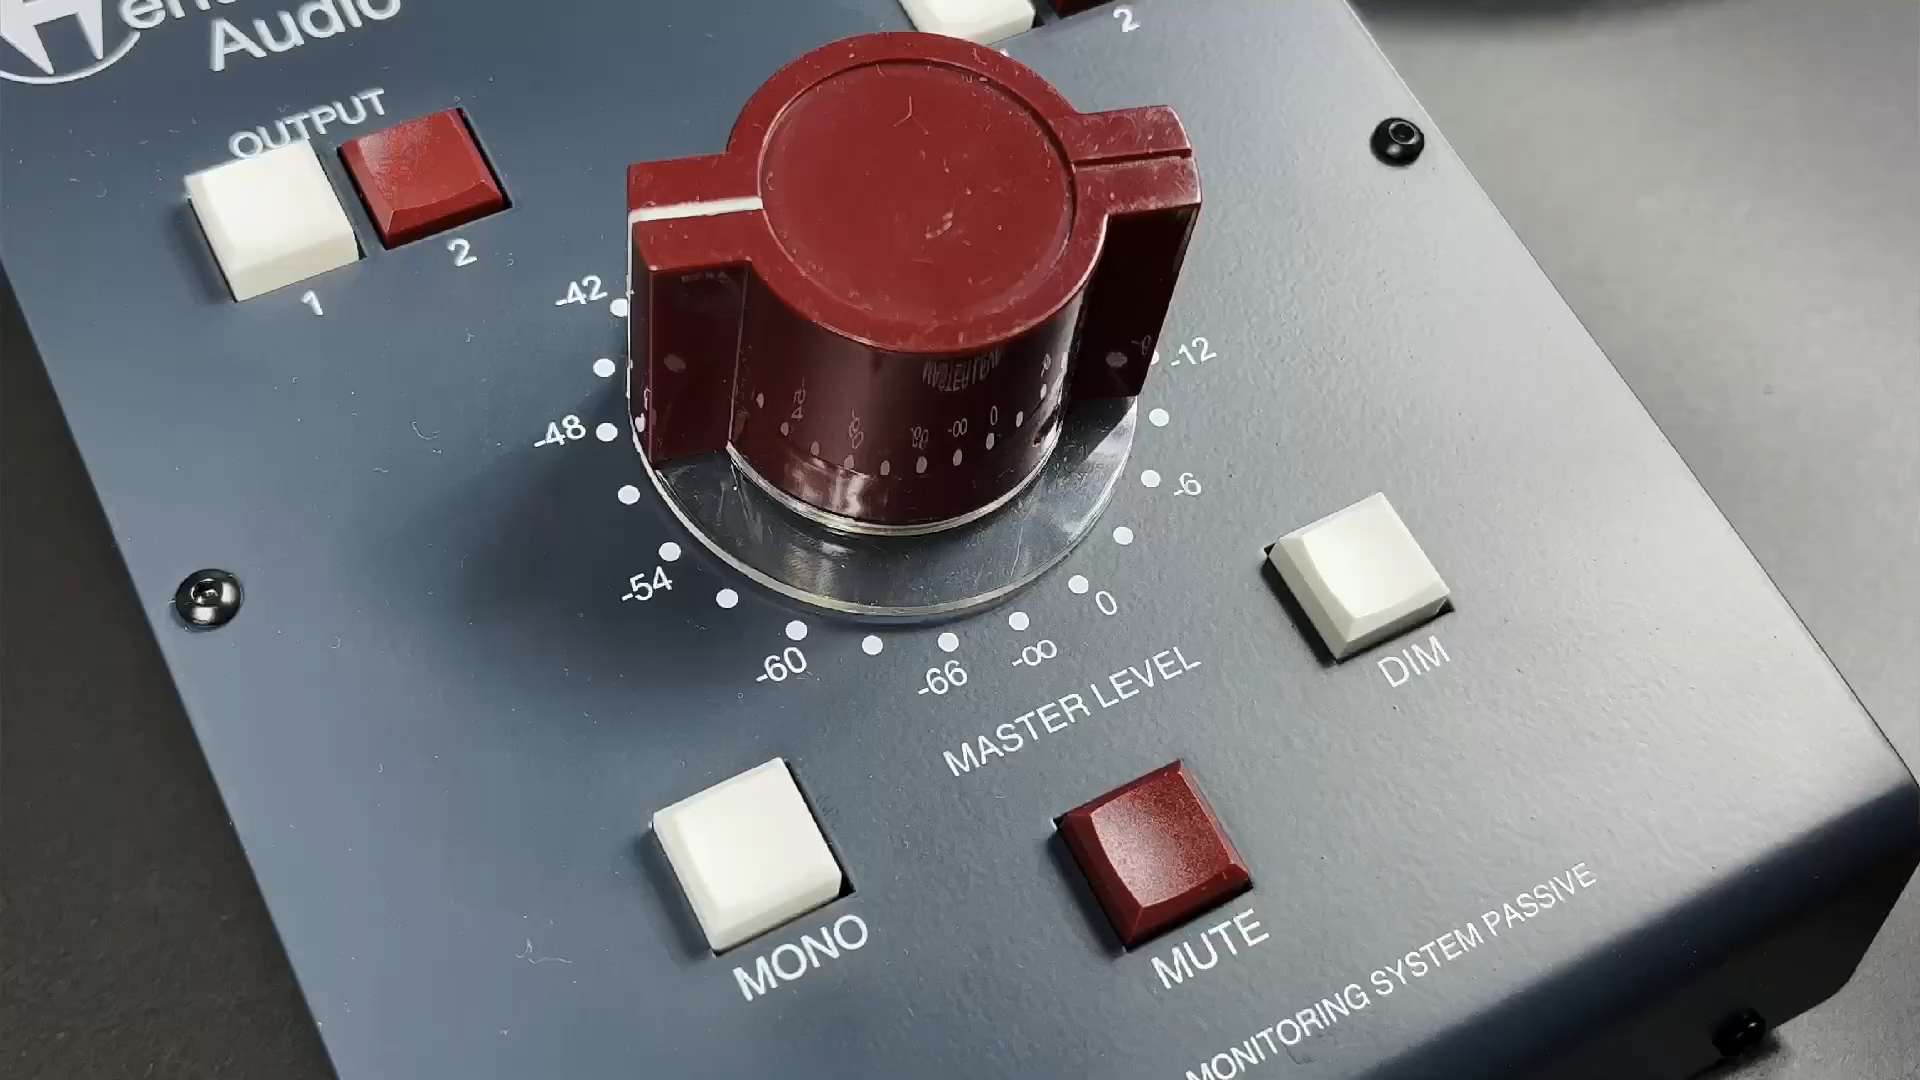 Audio
OUTPUT
1
2
2
-42
-48
-54
-60
-66
-∞
0
-6
-12
MASTER LEVEL
DIM
MONO
MUTE
MONITORING SYSTEM PASSIVE